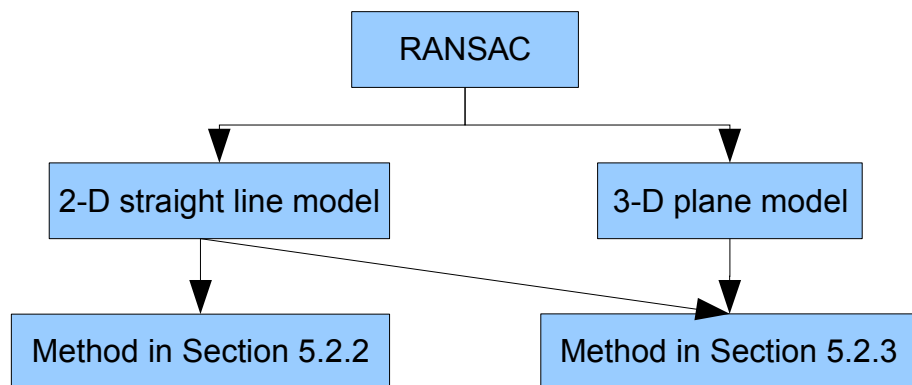 RANSAC
2-D straight line model
3-D plane model
Method in Section 5.2.2
Method in Section 5.2.3